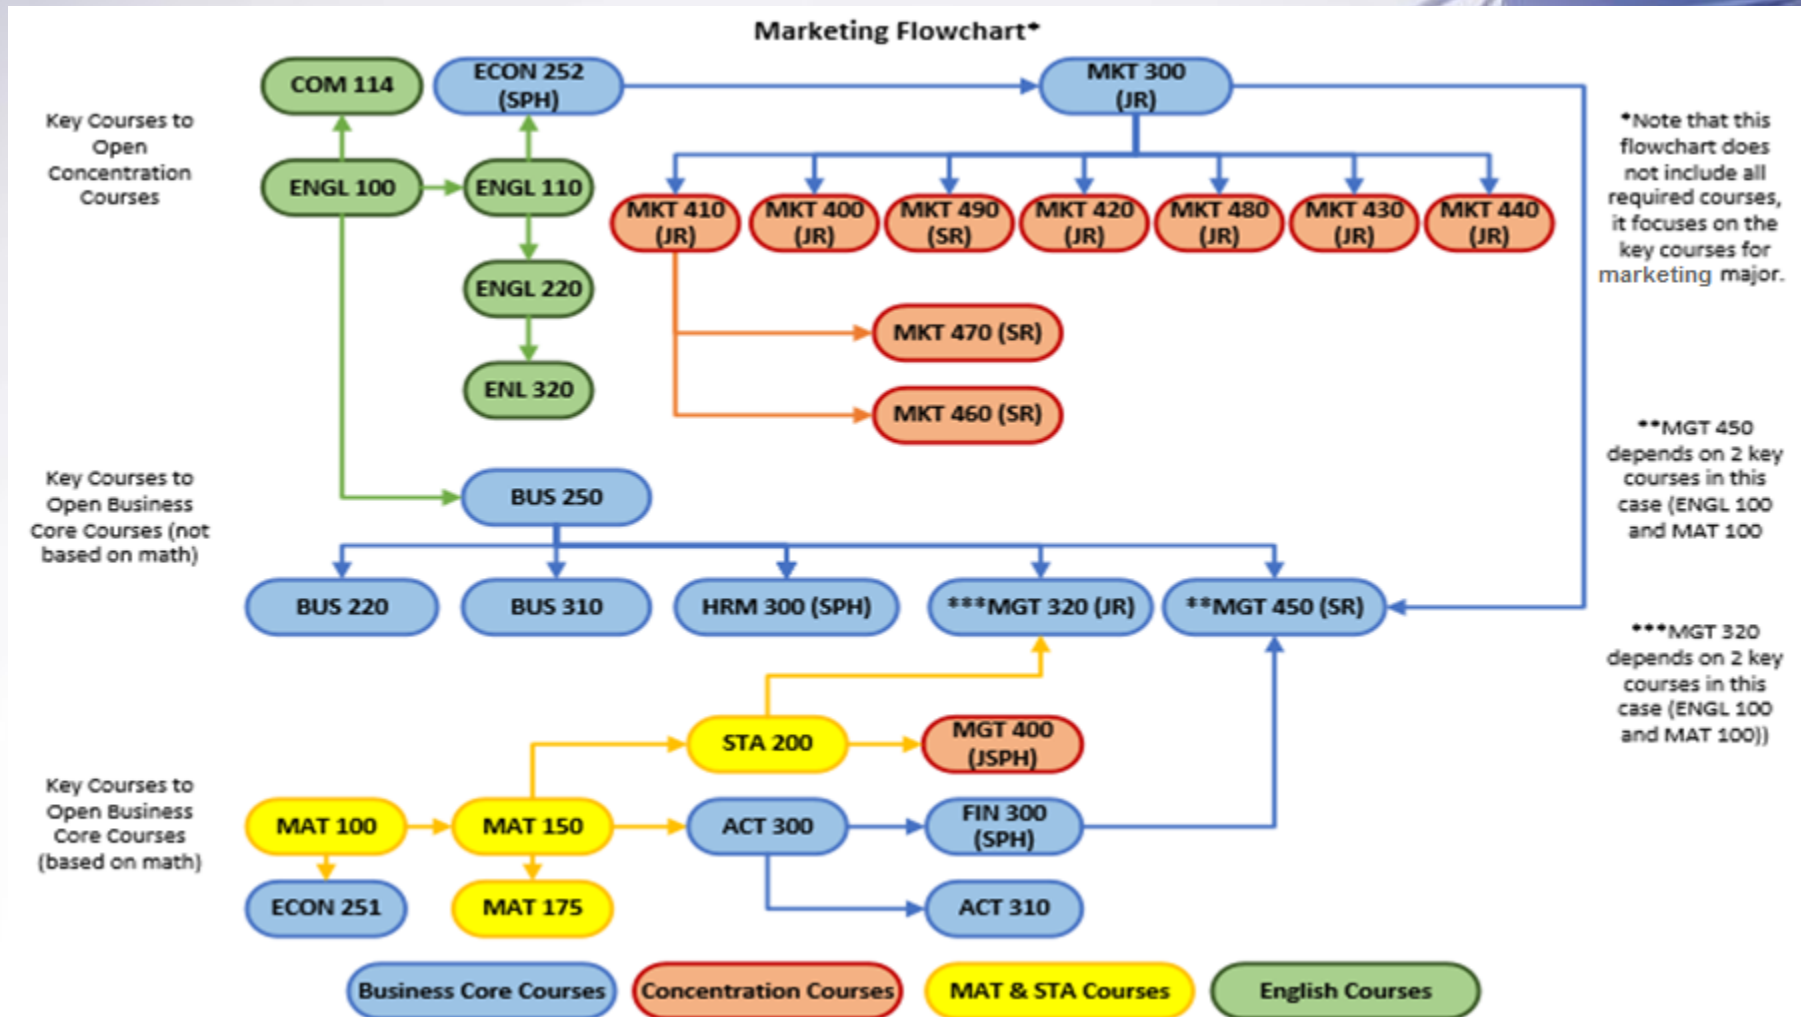 Marketing Flowchart*
COM 114
ECON 252
(SPH)
MKT 300
(JR)
Key Courses to
Open
Concentration
Courses
*Note that this
flowchart does
not include all
required courses,
it focuses on the
key courses for
marketing major.
ENGL 100
ENGL 110
MKT 410
(JR)
MKT 400
(JR)
MKT 490
(SR)
MKT 420
(JR)
MKT 480
(JR)
MKT 430
(JR)
MKT 440
(JR)
ENGL 220
MKT 470 (SR)
ENL 320
MKT 460 (SR)
**MGT 450
depends on 2 key
courses in this
case (ENGL 100
and MAT 100
Key Courses to
Open Business
Core Courses (not
based on math)
BUS 250
BUS 220
BUS 310
HRM 300 (SPH)
***MGT 320 (JR)
**MGT 450 (SR)
***MGT 320
depends on 2 key
courses in this
case (ENGL 100
and MAT 100))
STA 200
MGT 400
(JSPH)
Key Courses to
Open Business
Core Courses
(based on math)
MAT 100
MAT 150
ACT 300
FIN 300
(SPH)
ECON 251
MAT 175
ACT 310
Business Core Courses
Concentration Courses
MAT & STA Courses
English Courses